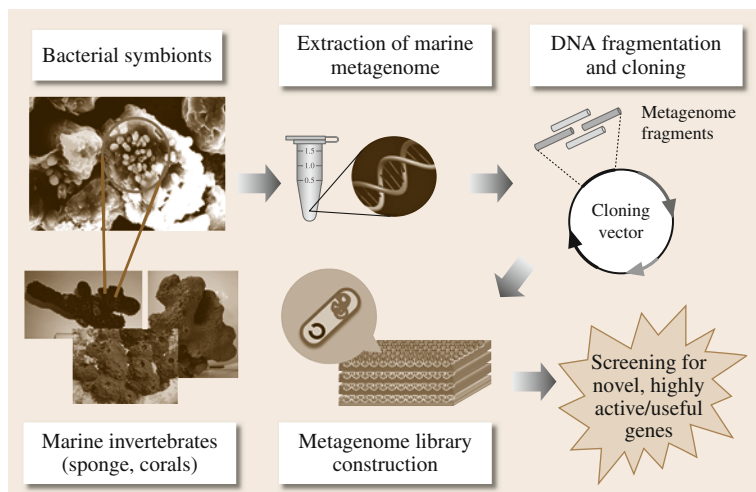 Bacterial symbionts
Extraction of marine
metagenome
DNA fragmentation
and cloning
Metagenome
fragments
1.5
1.0
0.5
Cloning
vector
Screening for
novel, highly
active/useful
genes
Marine invertebrates
(sponge, corals)
Metagenome library
construction